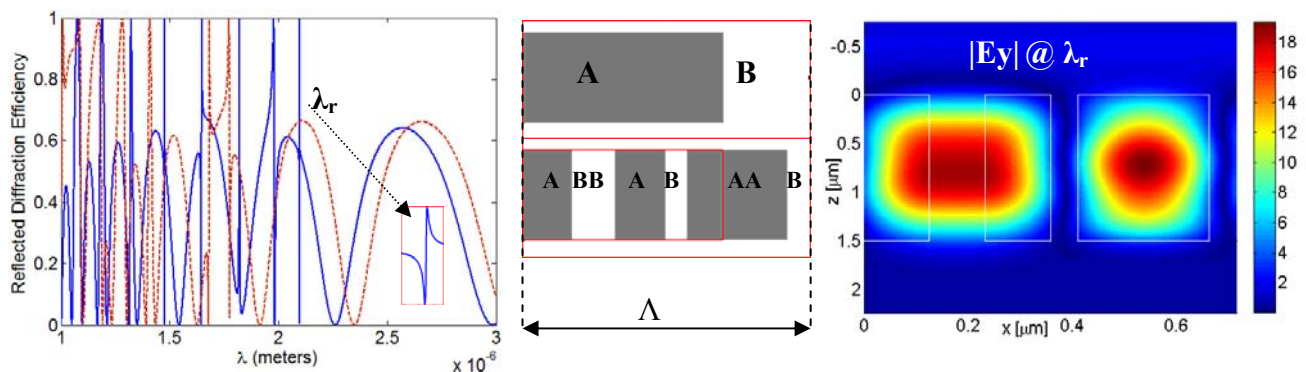 Reflected Diffraction Efficiency
1
0.8
0.6
0.4
0.2
0
1
1.5
2
2.5
3
λ (meters)
x 10⁻⁶
λr
A
B
A
BB
A
B
AA
B
Λ
|Ey| @ λr
z [μm]
-0.5
0
0.5
1
1.5
2
0
0.2
0.4
0.6
x [μm]
18
16
14
12
10
8
6
4
2
0